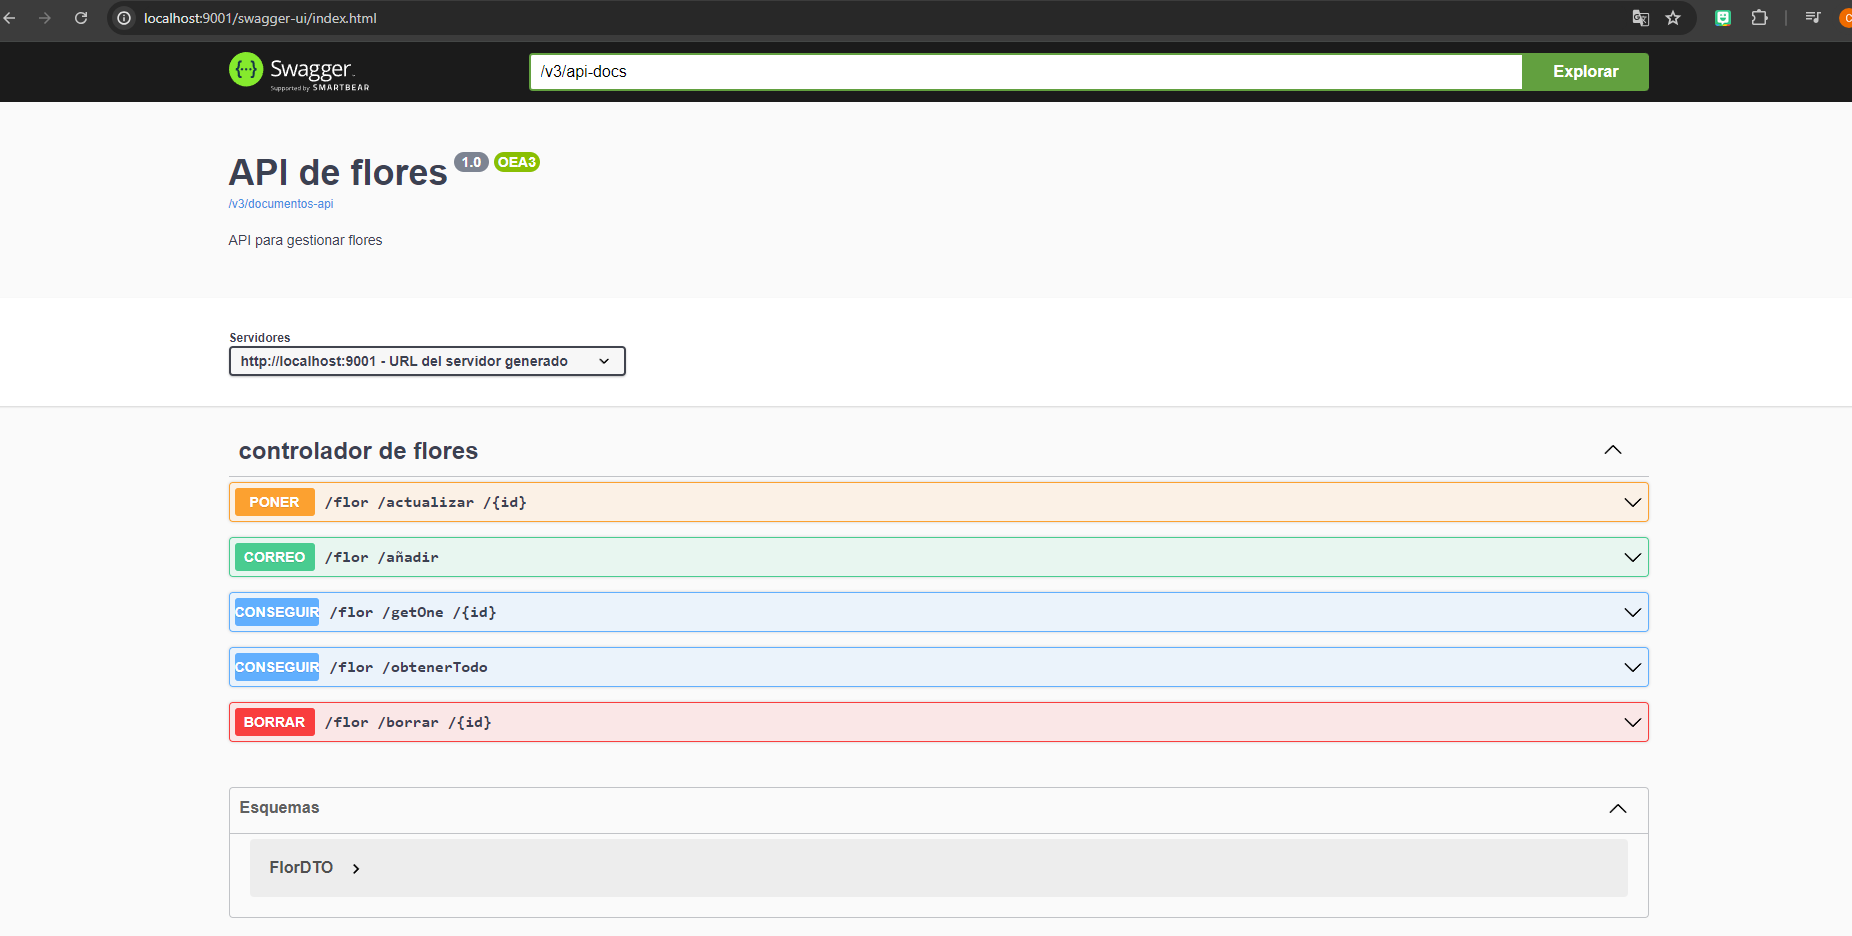 localhost:9001/swagger-ui/index.html
Swagger
Supported by SMARTBEAR
/v3/api-docs
Explorar
API de flores 1.0 OEA3
/v3/documentos-api
API para gestionar flores
Servidores
http://localhost:9001 - URL del servidor generado
controlador de flores
PONER /flor /actualizar /{id}
CORREO /flor /añadir
CONSEGUIR /flor /getOne /{id}
CONSEGUIR /flor /obtenerTodo
BORRAR /flor /borrar /{id}
Esquemas
FlorDTO